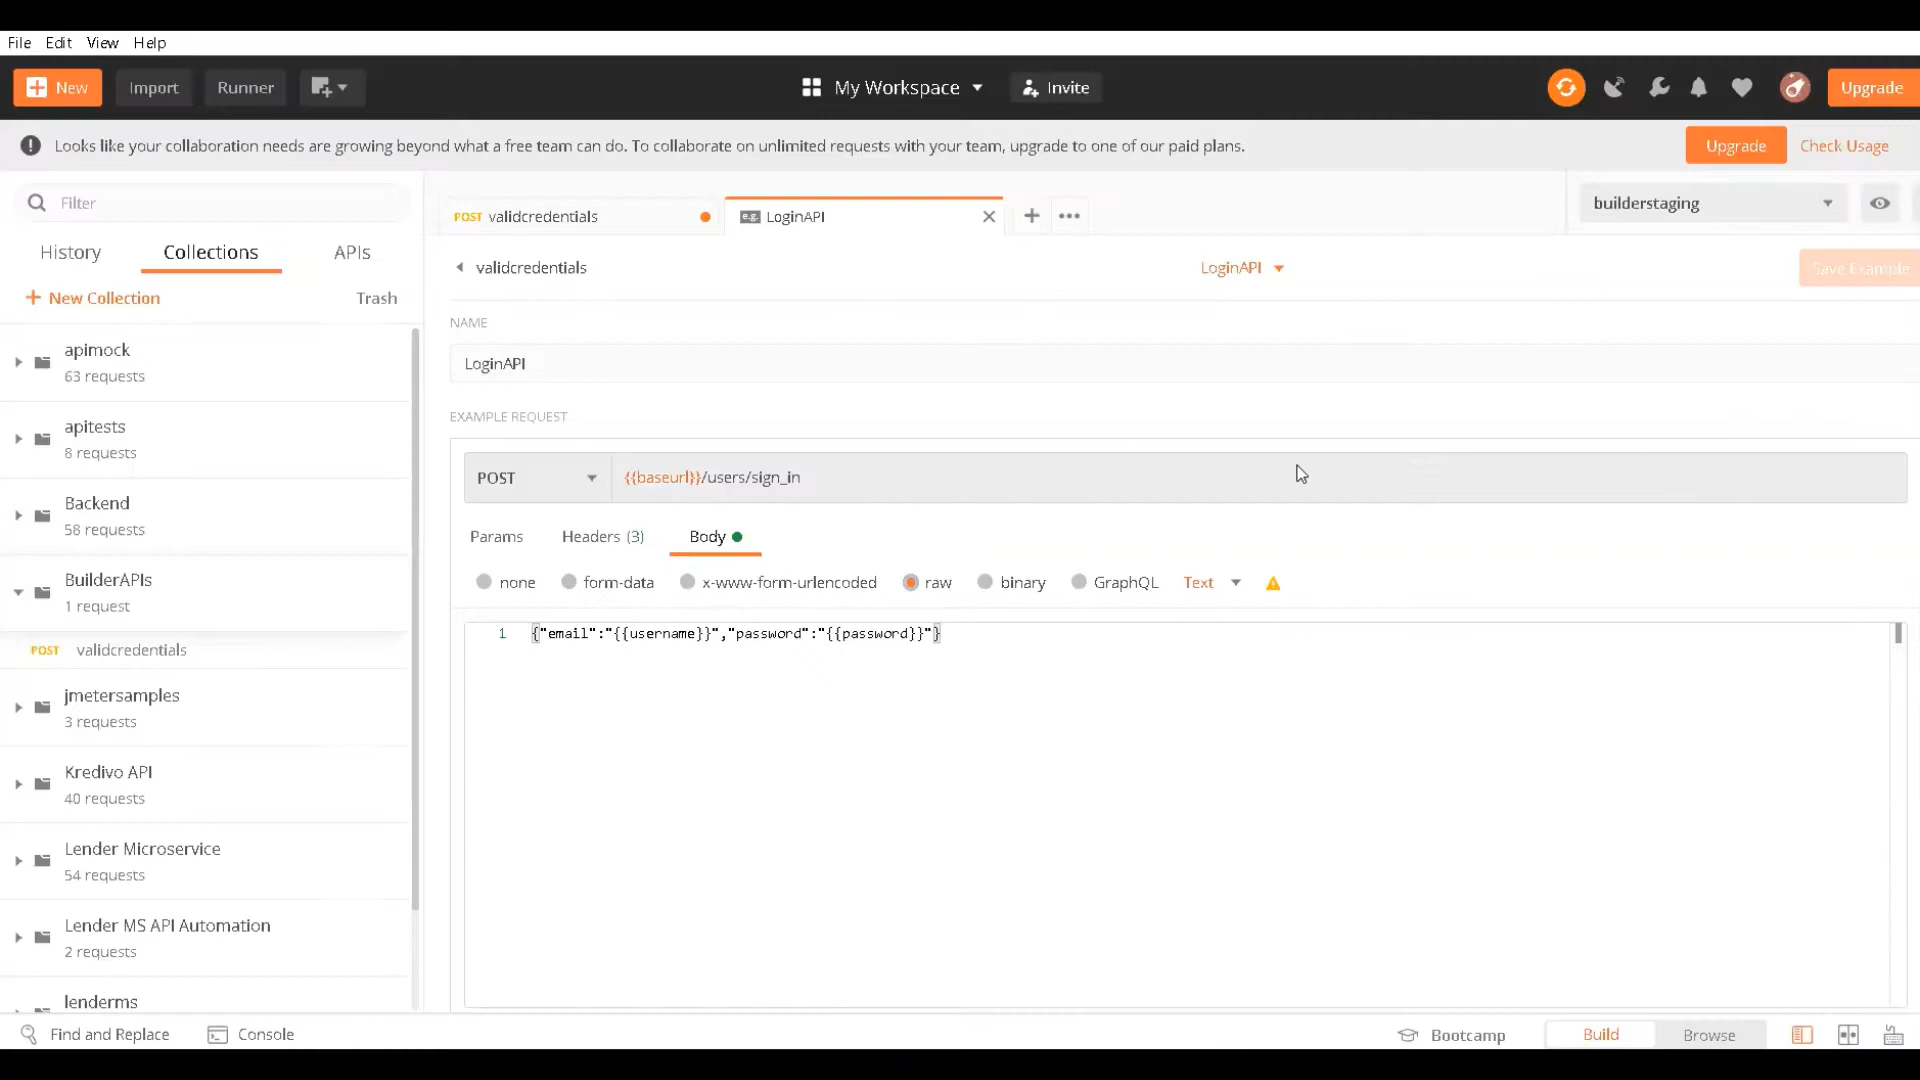 File Edit View Help
New Import Runner My Workspace Invite Upgrade
Looks like your collaboration needs are growing beyond what a free team can do. To collaborate on unlimited requests with your team, upgrade to one of our paid plans. Upgrade Check Usage
Filter
POST validcredentials e.g. LoginAPI builderstaging
History Collections APIs
validcredentials LoginAPI Save Example
New Collection Trash
NAME
LoginAPI
EXAMPLE REQUEST
POST {{baseurl}}/users/sign_in
Params Headers (3) Body
none form-data x-www-form-urlencoded raw binary GraphQL Text
1 {"email":"{{username}}","password":"{{password}}"}
apimock
63 requests
apitests
8 requests
Backend
58 requests
BuilderAPIs
1 request
POST validcredentials
jmetersamples
3 requests
Kredivo API
40 requests
Lender Microservice
54 requests
Lender MS API Automation
2 requests
lenderms
Find and Replace Console Bootcamp Build Browse